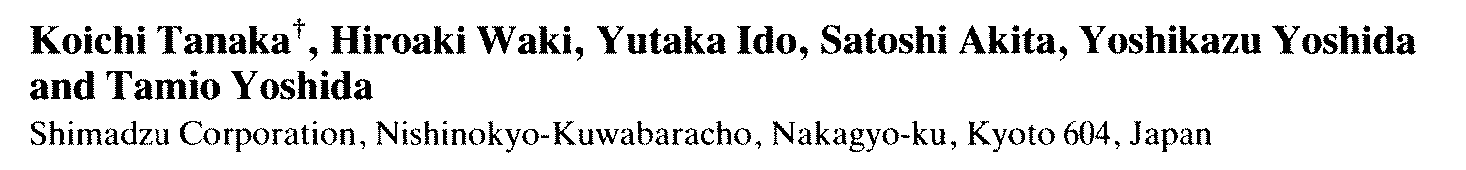 Koichi Tanaka†, Hiroaki Waki, Yutaka Ido, Satoshi Akita, Yoshikazu Yoshida
and Tamio Yoshida
Shimadzu Corporation, Nishinokyo-Kuwabaracho, Nakagyo-ku, Kyoto 604, Japan